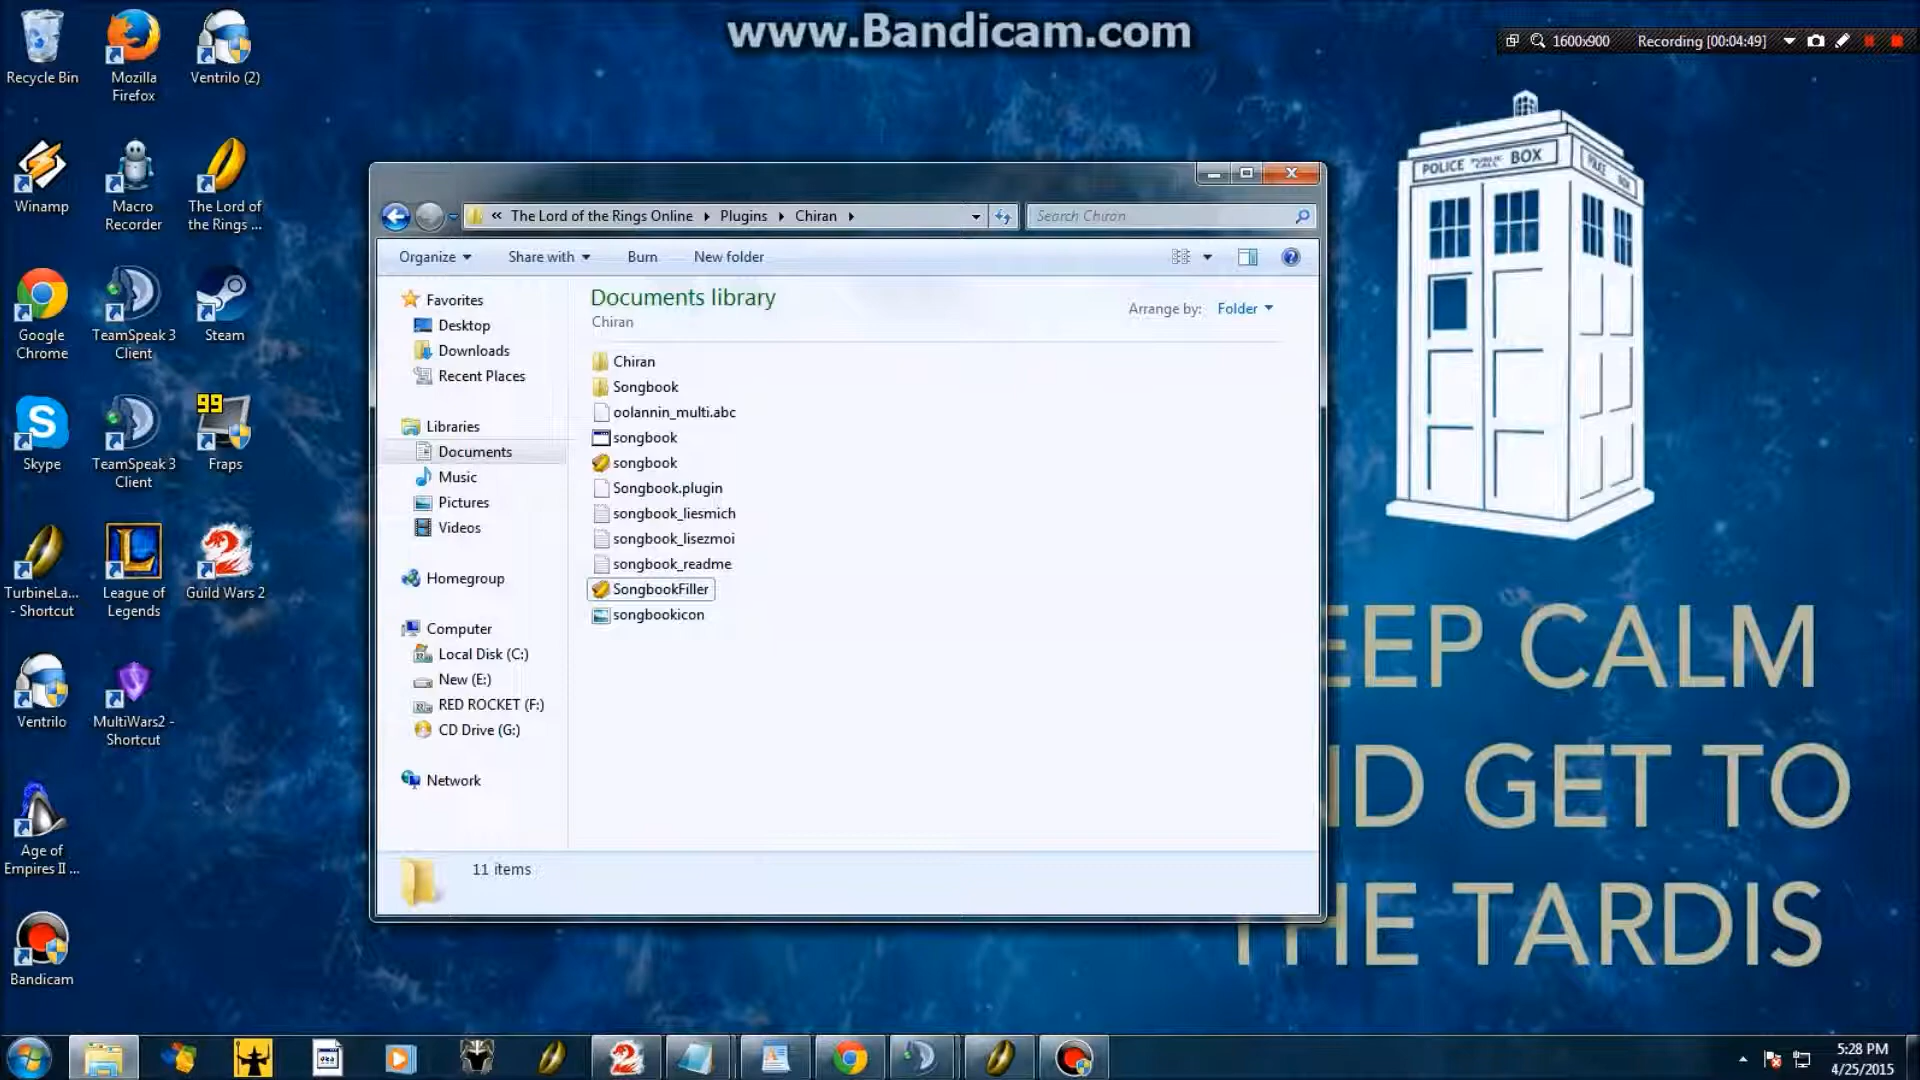 www.Bandicam.com
1600x900
Recording [00:04:49]
Recycle Bin
Mozilla
Firefox
Ventrilo (2)
Winamp
Macro
Recorder
The Lord of
the Rings ...
Google
Chrome
TeamSpeak 3
Client
Steam
Skype
TeamSpeak 3
Client
99
Fraps
TurbineLa...
- Shortcut
League of
Legends
Guild Wars 2
Ventrilo
MultiWars2 -
Shortcut
Age of
Empires II ...
Bandicam
« The Lord of the Rings Online ▸ Plugins ▸ Chiran ▸
Search Chiran
Organize
Share with
Burn
New folder
Favorites
Desktop
Downloads
Recent Places
Libraries
Documents
Music
Pictures
Videos
Homegroup
Computer
Local Disk (C:)
New (E:)
RED ROCKET (F:)
CD Drive (G:)
Network
Documents library
Chiran
Arrange by: Folder
Chiran
Songbook
oolannin_multi.abc
songbook
songbook
Songbook.plugin
songbook_liesmich
songbook_lisezmoi
songbook_readme
SongbookFiller
songbookicon
11 items
POLICE PUBLIC CALL BOX
EEP CALM
ND GET TO
THE TARDIS
5:28 PM
4/25/2015